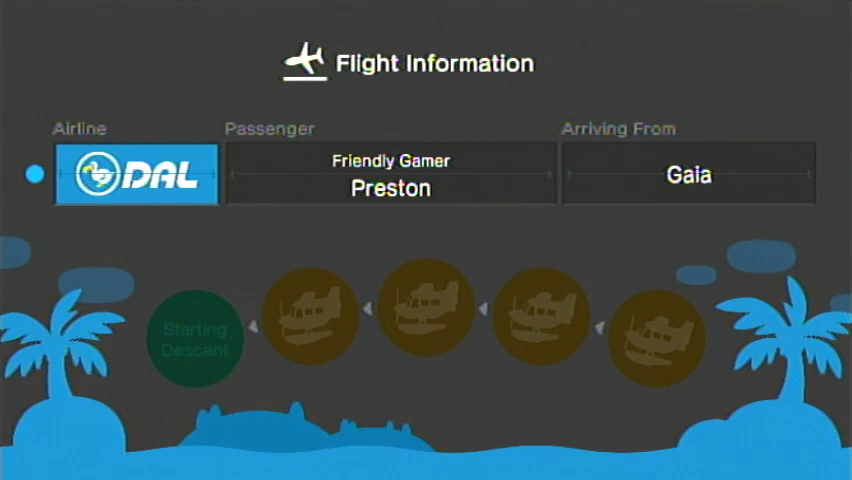 Flight Information
Airline
Passenger
Arriving From
DAL
Friendly Gamer
Preston
Gaia
Starting
Descent